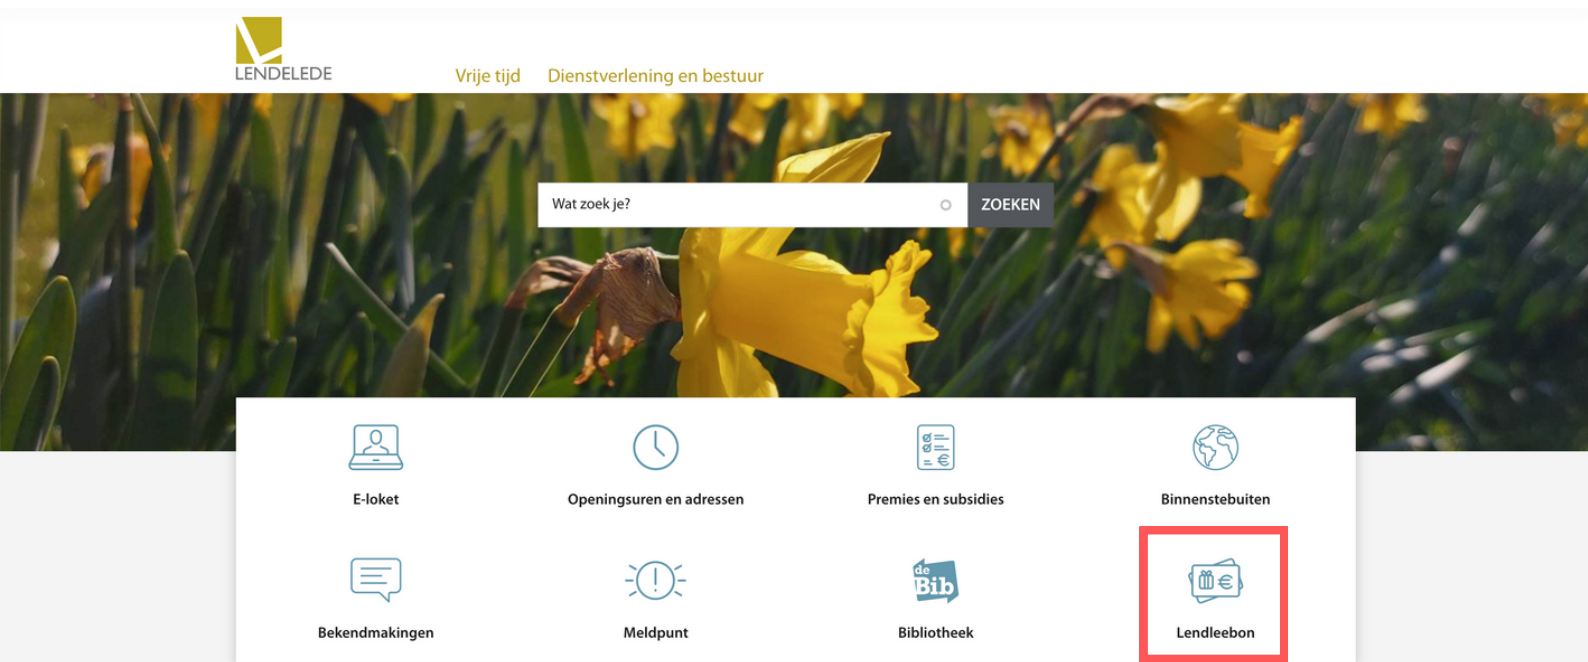 LENDELEDE
Vrije tijd Dienstverlening en bestuur
Wat zoek je? ZOEKEN
E-loket Openingsuren en adressen Premies en subsidies Binnenstebuiten
de
Bib
Bekendmakingen Meldpunt Bibliotheek Lendleebon